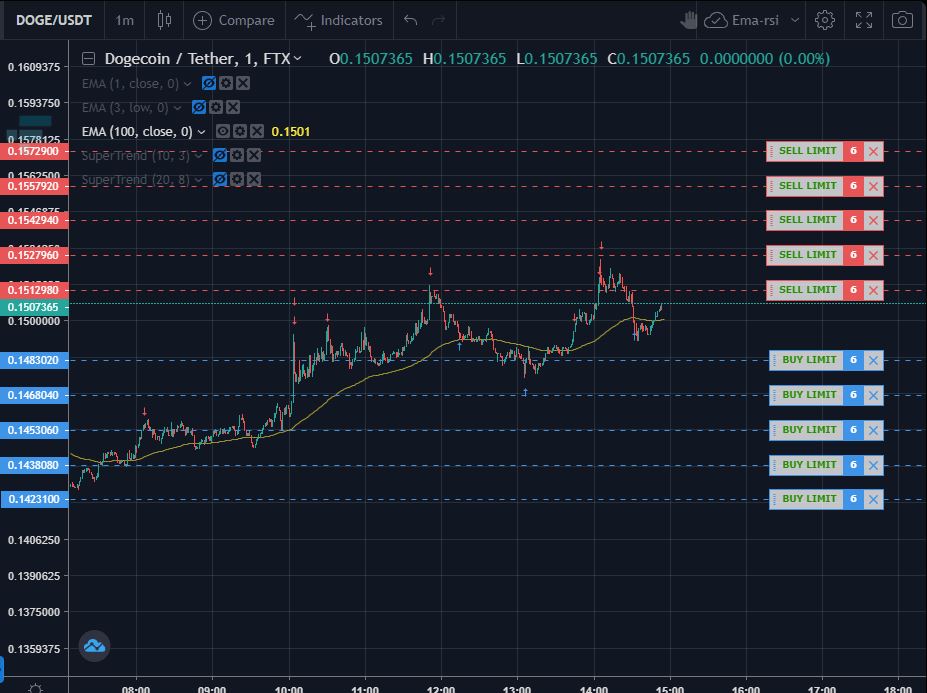 DOGE/USDT 1m Compare Indicators Ema-rsi
Dogecoin / Tether, 1, FTX O0.1507365 H0.1507365 L0.1507365 C0.1507365 0.0000000 (0.00%)
0.1609375
EMA (1, close, 0)
0.1593750
EMA (3, low, 0)
EMA (100, close, 0) 0.1501
0.1578125
0.1572900 SELL LIMIT 6
SuperTrend (10, 3)
0.1562500
SuperTrend (20, 8)
0.1557920 SELL LIMIT 6
0.1542940 SELL LIMIT 6
0.1527960 SELL LIMIT 6
0.1512980 SELL LIMIT 6
0.1507365
0.1500000
0.1483020 BUY LIMIT 6
0.1468040 BUY LIMIT 6
0.1453060 BUY LIMIT 6
0.1438080 BUY LIMIT 6
0.1423100 BUY LIMIT 6
0.1406250
0.1390625
0.1375000
0.1359375
08:00 09:00 10:00 11:00 12:00 13:00 14:00 15:00 16:00 17:00 18:00